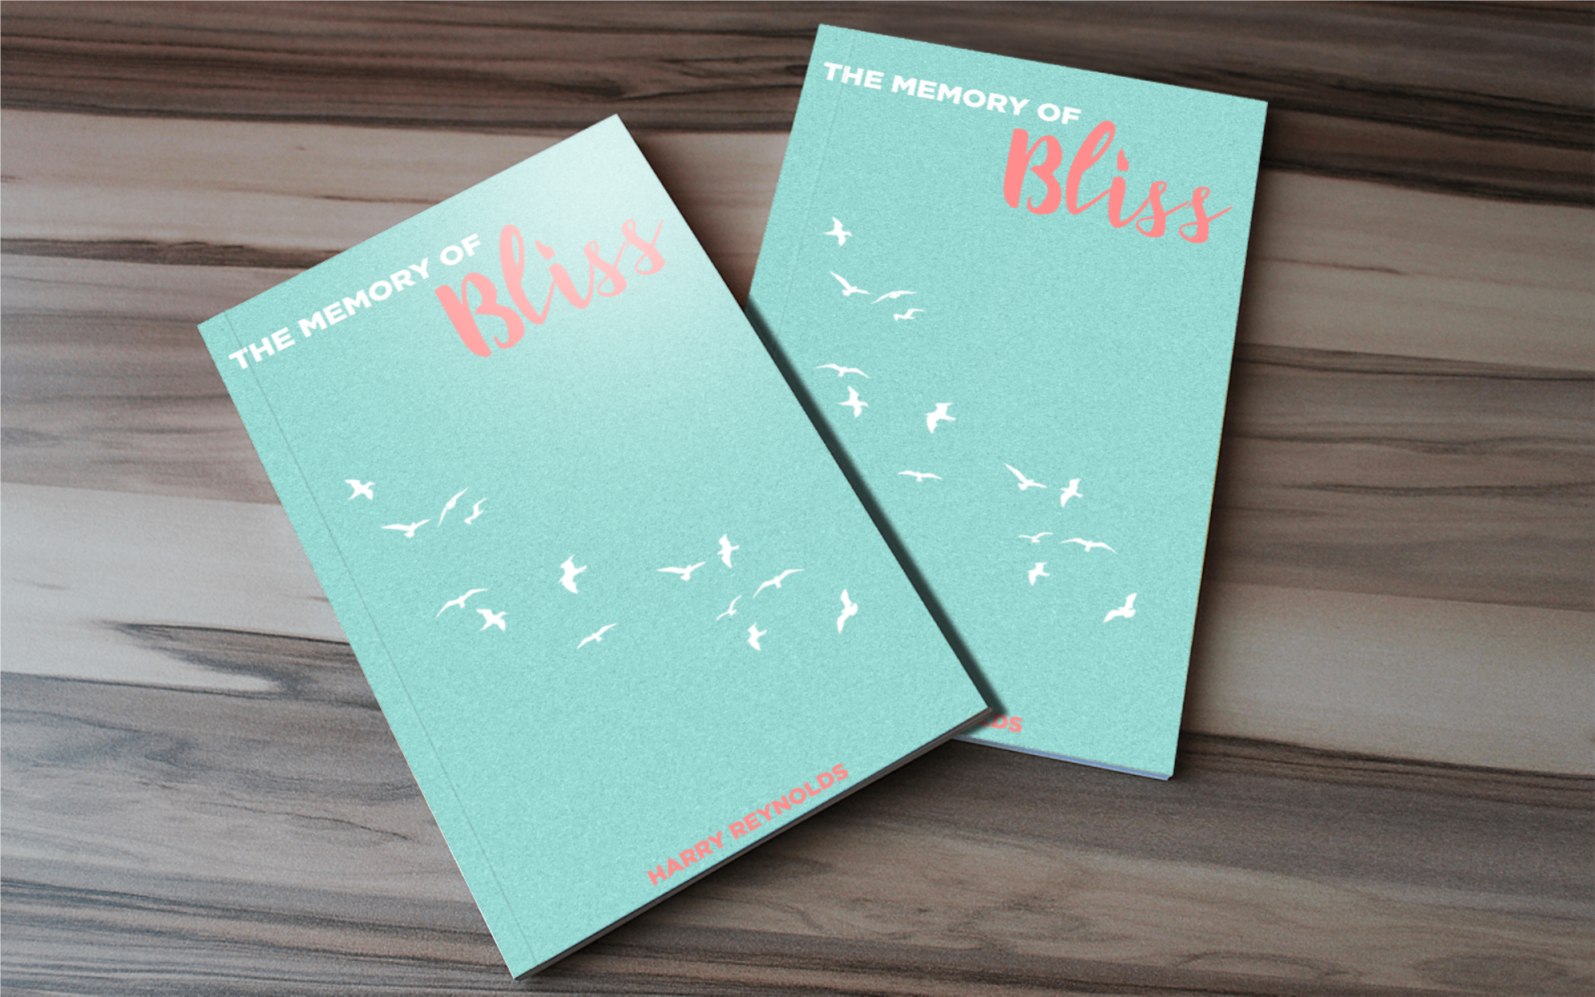 THE MEMORY OF
Bliss
HARRY REYNOLDS
THE MEMORY OF
Bliss